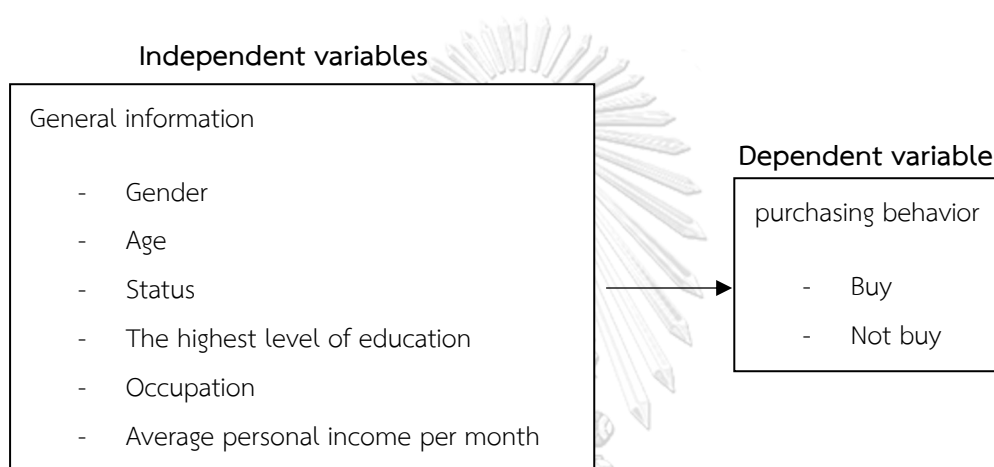 Independent variables
General information
- Gender
- Age
- Status
- The highest level of education
- Occupation
- Average personal income per month
Dependent variable
purchasing behavior
- Buy
- Not buy